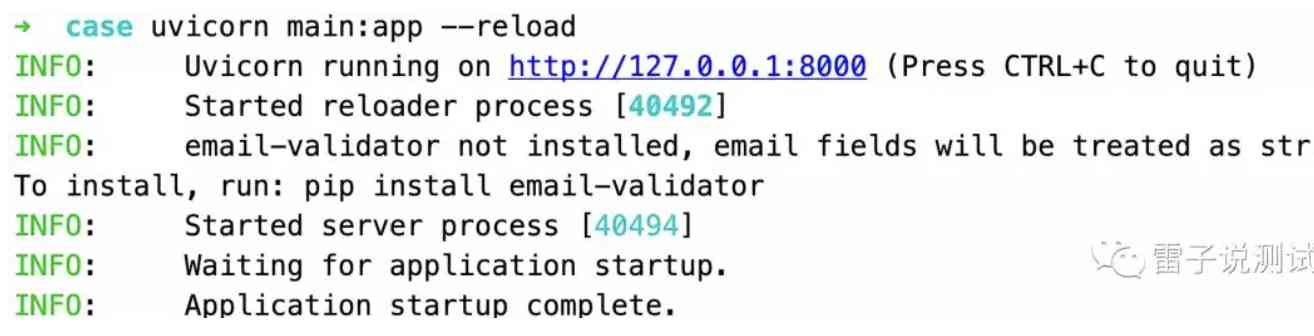 ➜  case uvicorn main:app --reload
INFO:     Uvicorn running on http://127.0.0.1:8000 (Press CTRL+C to quit)
INFO:     Started reloader process [40492]
INFO:     email-validator not installed, email fields will be treated as str
To install, run: pip install email-validator
INFO:     Started server process [40494]
INFO:     Waiting for application startup.
雷子说测试
INFO:     Application startup complete.